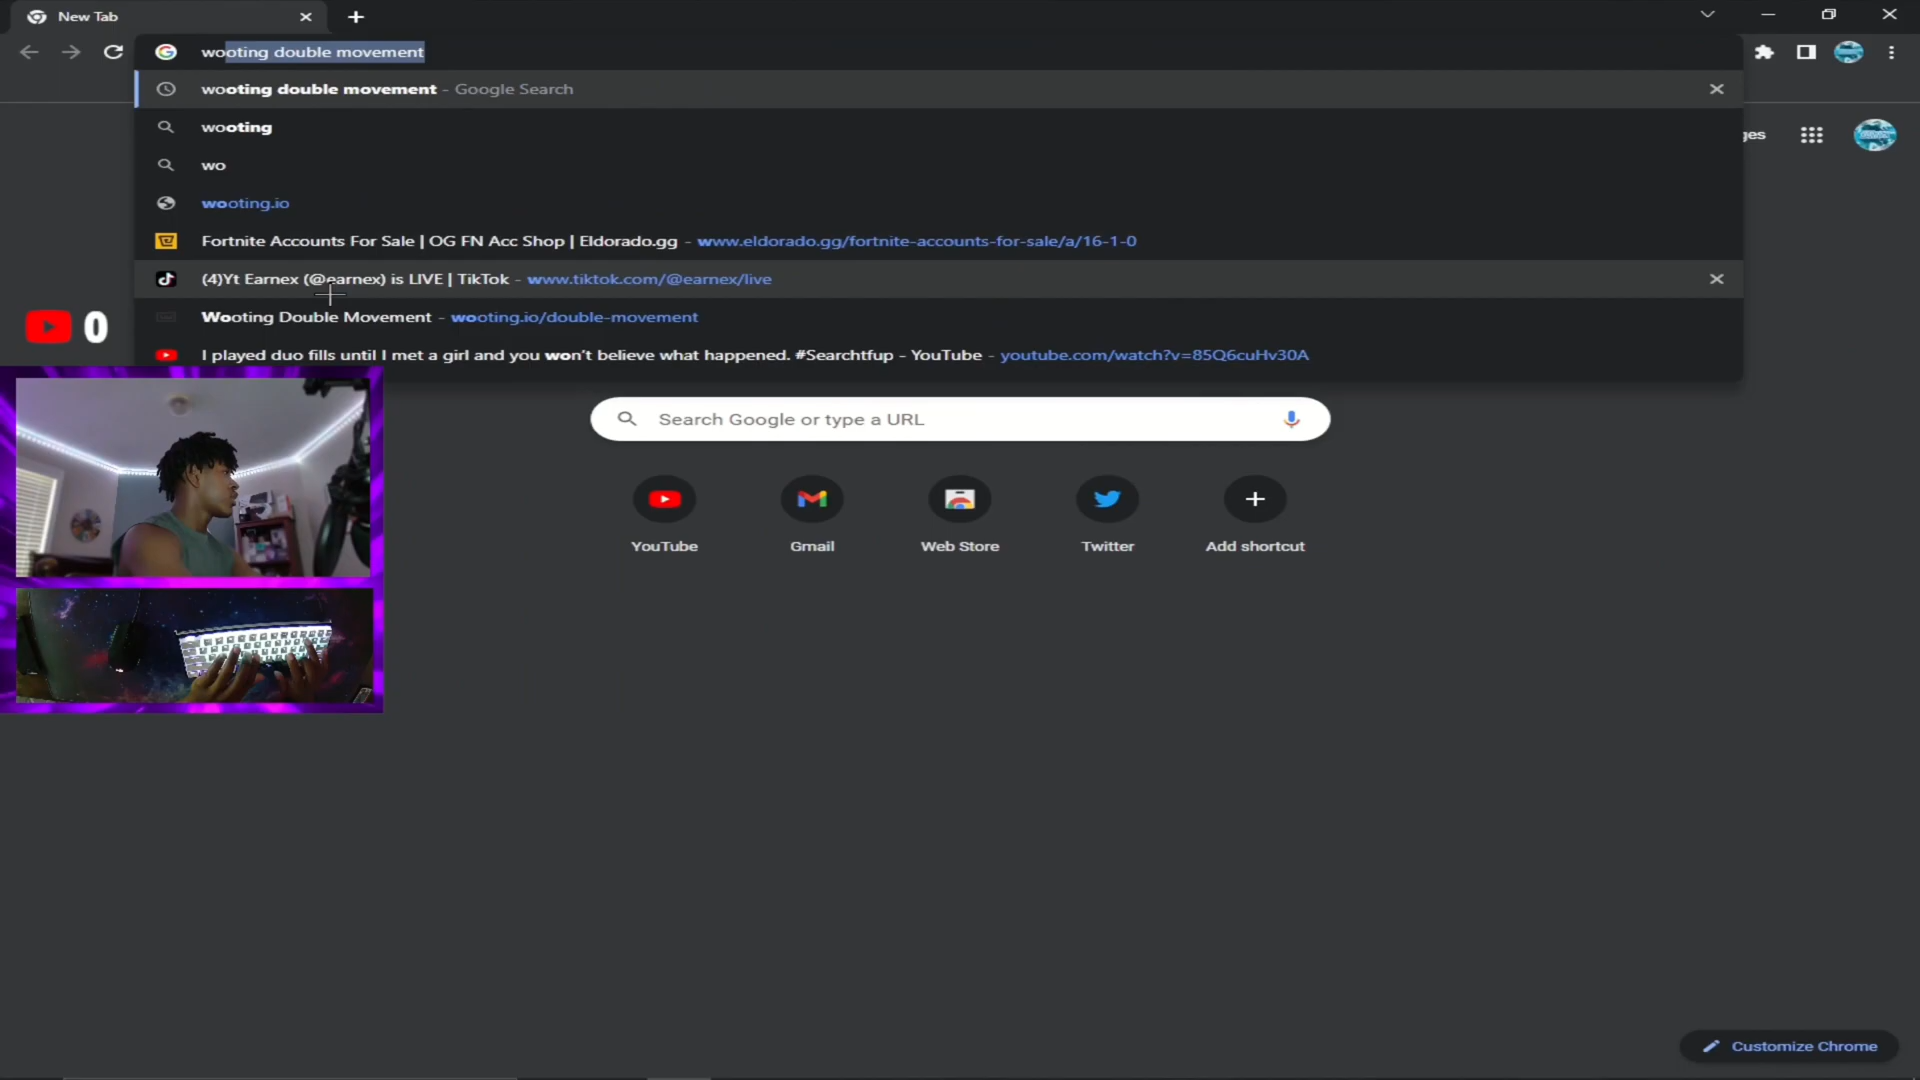 New Tab
wooting double movement
wooting double movement - Google Search
wooting
wo
wooting.io
Fortnite Accounts For Sale | OG FN Acc Shop | Eldorado.gg - www.eldorado.gg/fortnite-accounts-for-sale/a/16-1-0
(4)Yt Earnex (@earnex) is LIVE | TikTok - www.tiktok.com/@earnex/live
Wooting Double Movement - wooting.io/double-movement
I played duo fills until I met a girl and you won't believe what happened. #Searchtfup - YouTube - youtube.com/watch?v=85Q6cuHv30A
ges
0
Search Google or type a URL
YouTube
Gmail
Web Store
Twitter
Add shortcut
Customize Chrome